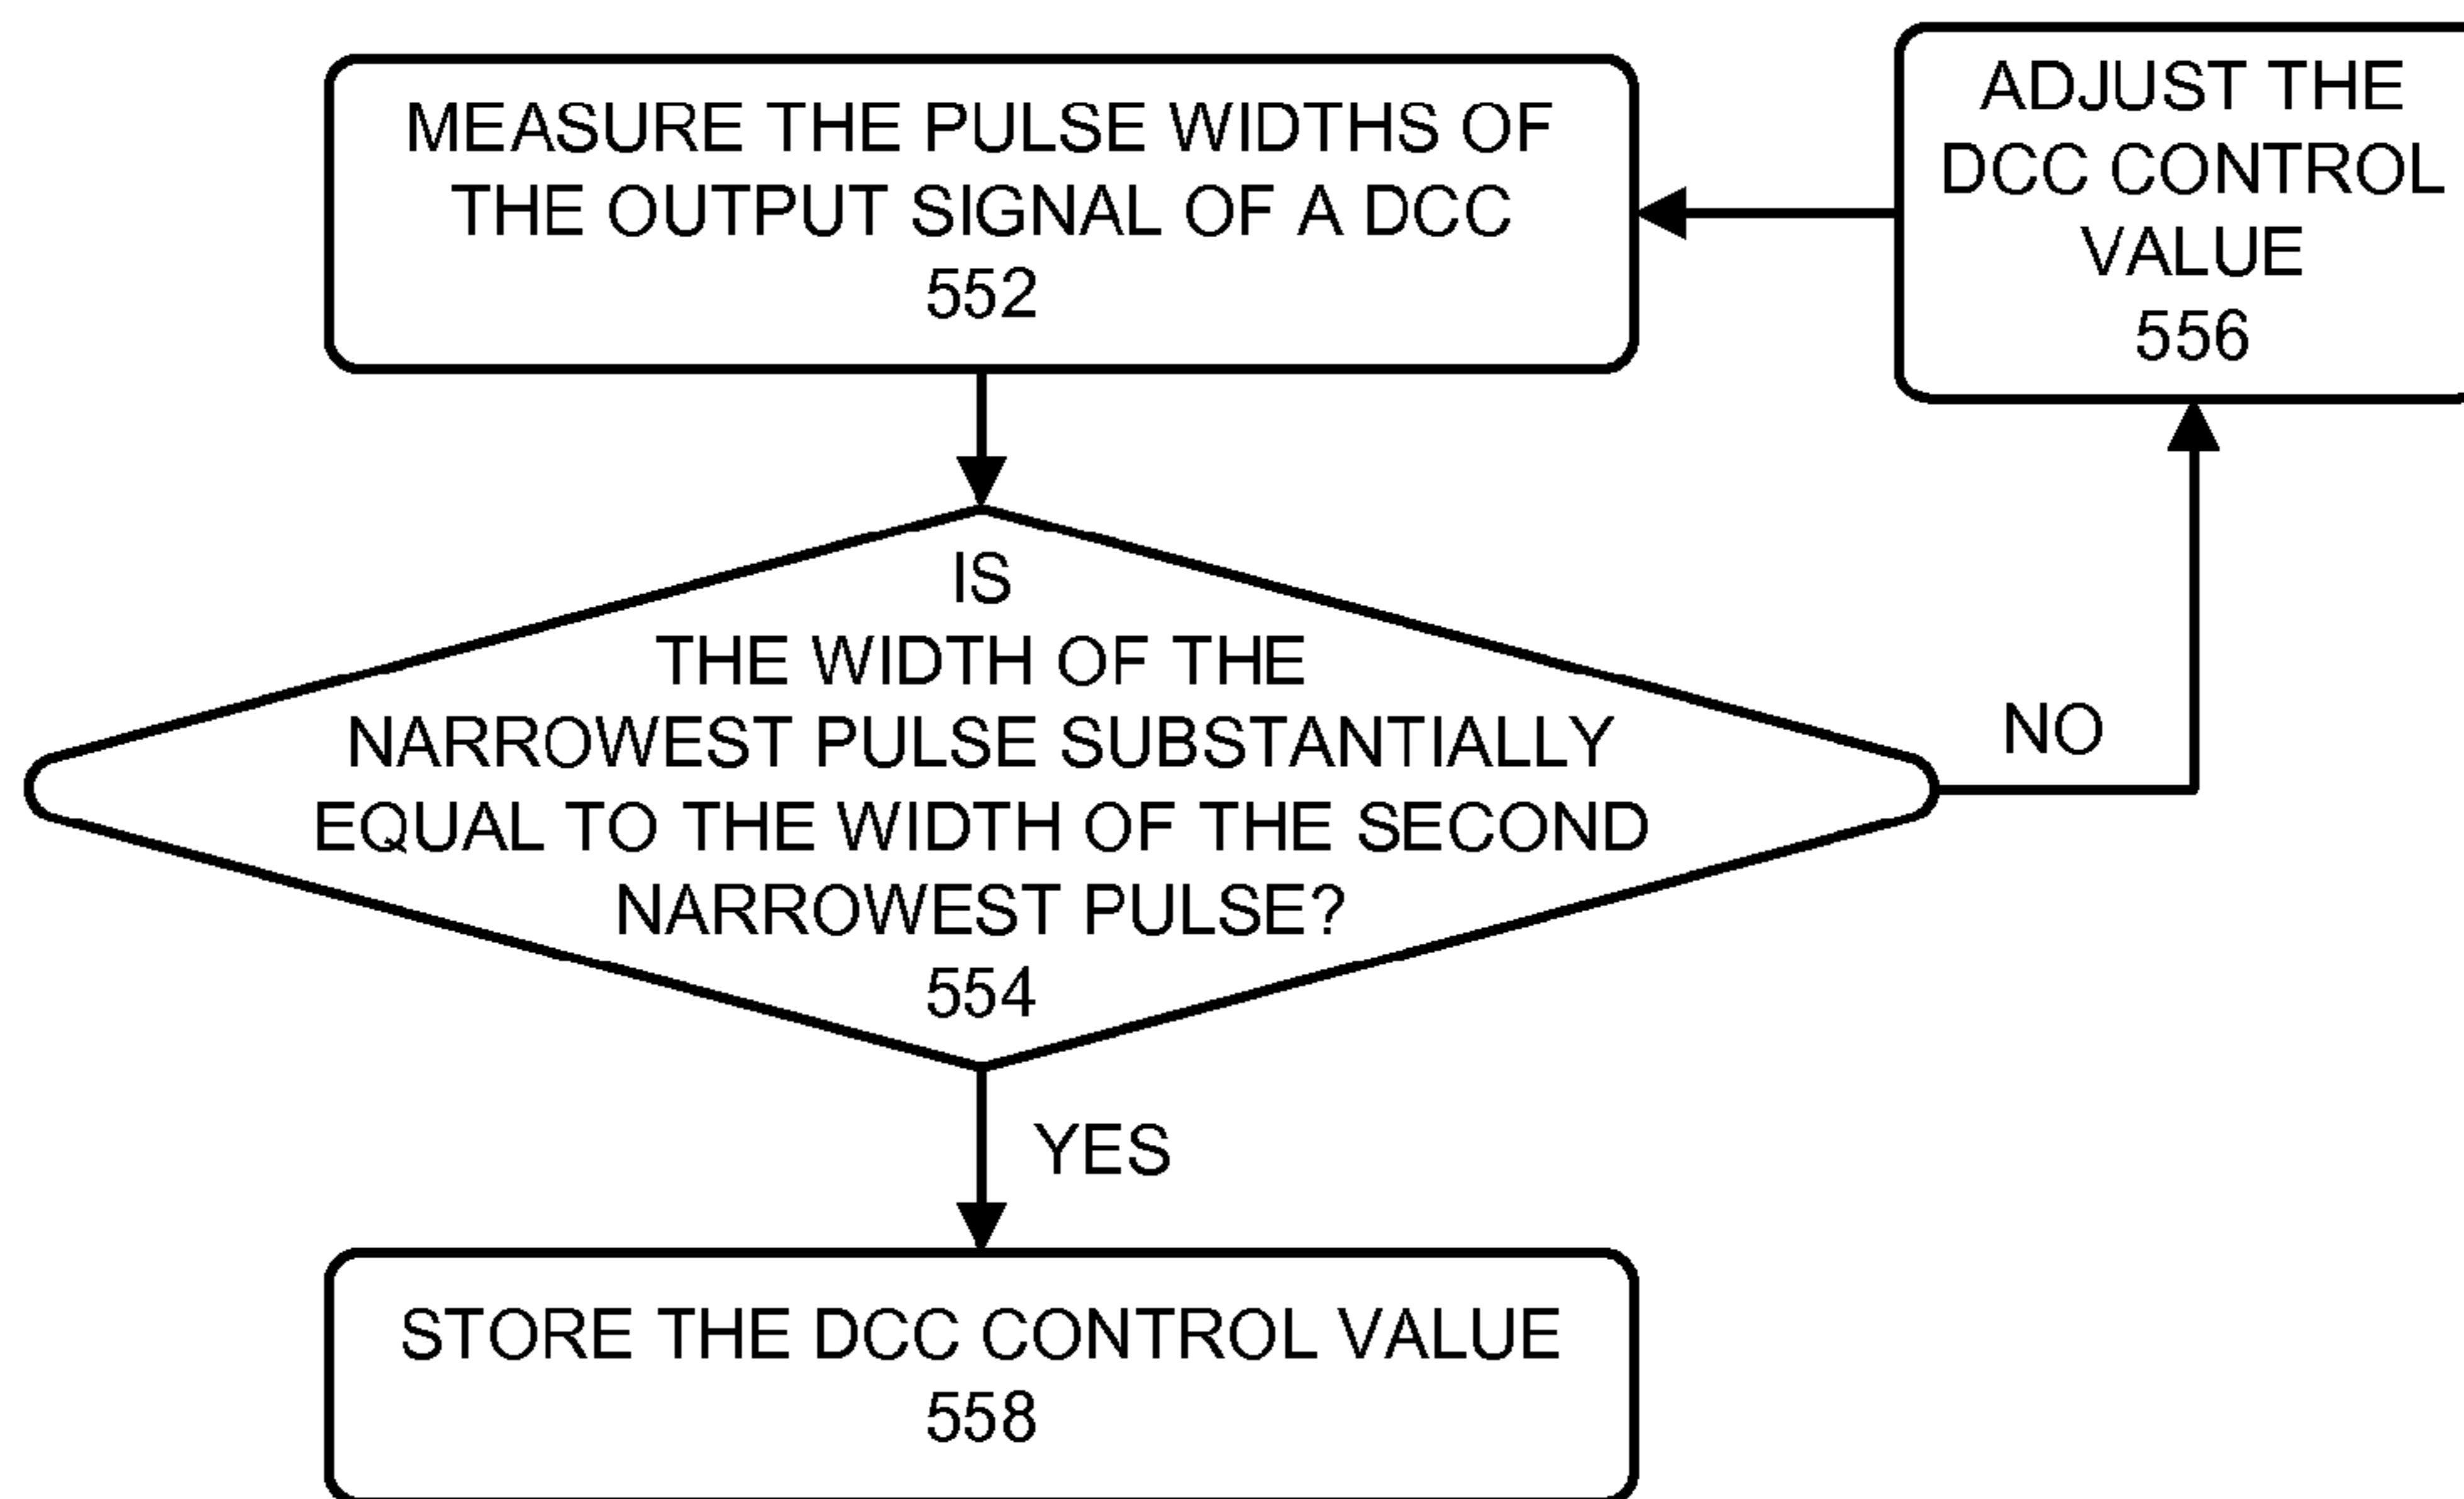 MEASURE THE PULSE WIDTHS OF
THE OUTPUT SIGNAL OF A DCC
552
ADJUST THE
DCC CONTROL
VALUE
556
IS
THE WIDTH OF THE
NARROWEST PULSE SUBSTANTIALLY
EQUAL TO THE WIDTH OF THE SECOND
NARROWEST PULSE?
554
NO
YES
STORE THE DCC CONTROL VALUE
558